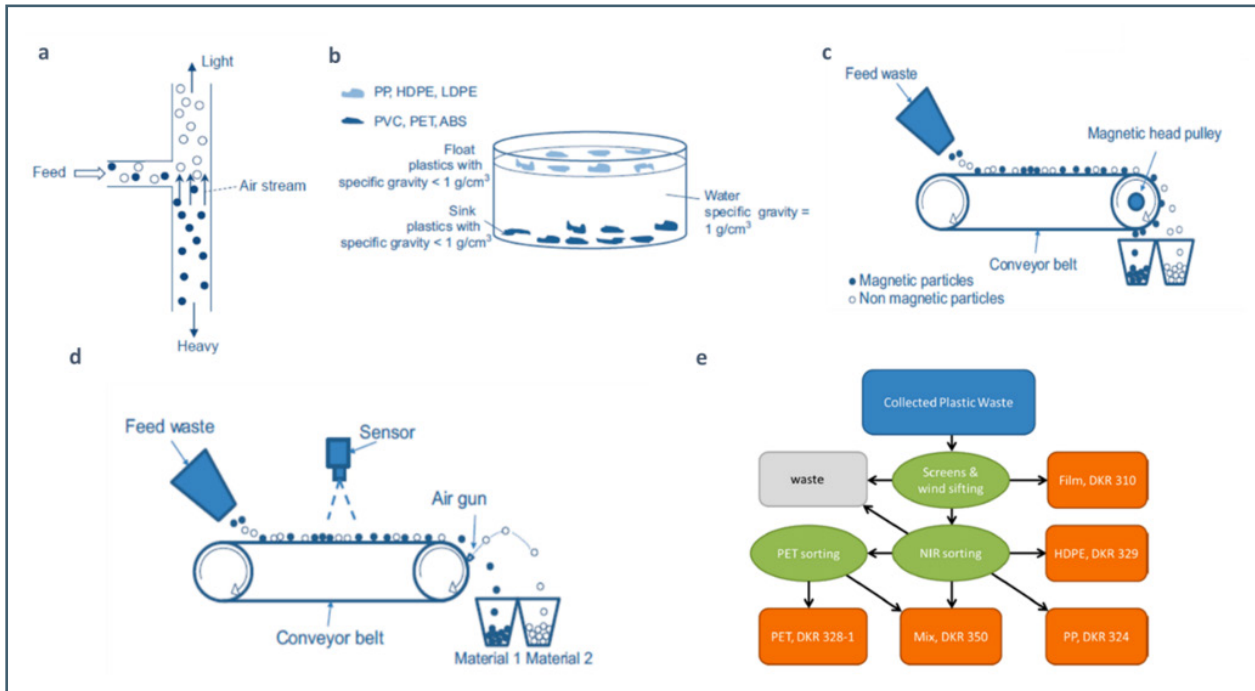 a
Light
Feed
Air stream
Heavy
b
PP, HDPE, LDPE
PVC, PET, ABS
Float
plastics with
specific gravity < 1 g/cm³
Sink
plastics with
specific gravity < 1 g/cm³
Water
specific gravity =
1 g/cm³
c
Feed waste
Magnetic head pulley
Conveyor belt
Magnetic particles
Non magnetic particles
d
Feed waste
Sensor
Air gun
Conveyor belt
Material 1 Material 2
e
Collected Plastic Waste
waste
Screens &
wind sifting
Film, DKR 310
PET sorting
NIR sorting
HDPE, DKR 329
PET, DKR 328-1
Mix, DKR 350
PP, DKR 324